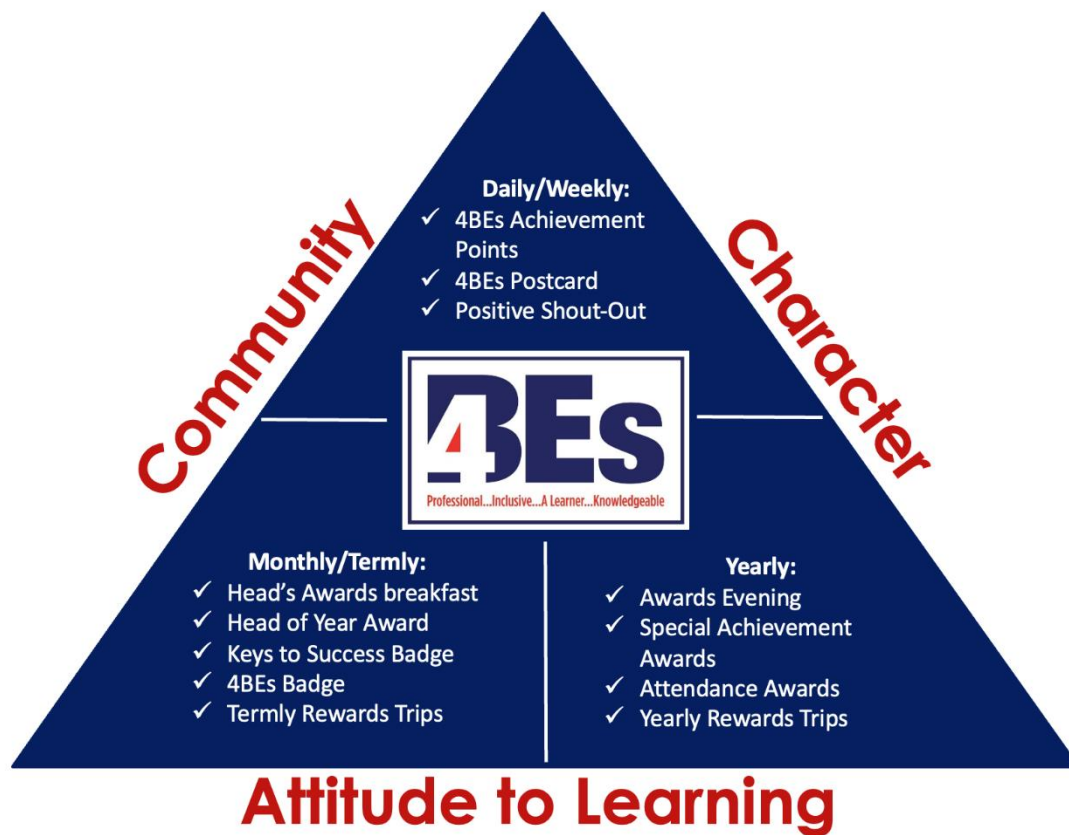 Community
Character
Daily/Weekly:
✓ 4BEs Achievement
Points
✓ 4BEs Postcard
✓ Positive Shout-Out
4BEs
Professional...Inclusive...A Learner...Knowledgeable
Monthly/Termly:
✓ Head’s Awards breakfast
✓ Head of Year Award
✓ Keys to Success Badge
✓ 4BEs Badge
✓ Termly Rewards Trips
Yearly:
✓ Awards Evening
✓ Special Achievement
Awards
✓ Attendance Awards
✓ Yearly Rewards Trips
Attitude to Learning